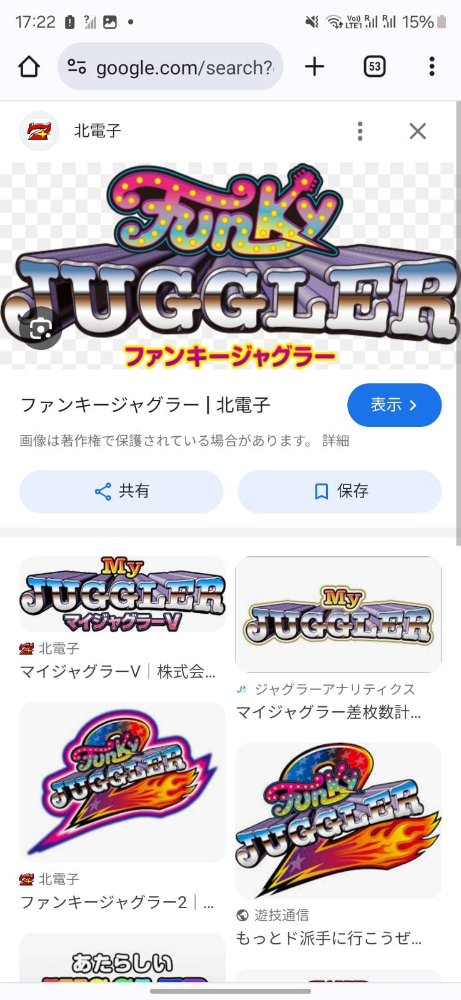 17:22
Vo))
LTE1
R
R
15%
google.com/search?
53
北電子
Funky
JUGGLER
ファンキージャグラー
ファンキージャグラー | 北電子
表示
画像は著作権で保護されている場合があります。 詳細
共有
保存
My
JUGGLER
マイジャグラーV
北電子
マイジャグラーV｜株式会...
My
JUGGLER
ジャグラーアナリティクス
マイジャグラー差枚数計...
Funky
JUGGLER
北電子
ファンキージャグラー2｜...
Funky
JUGGLER
遊技通信
もっとド派手に行こうぜ...
あたらしい